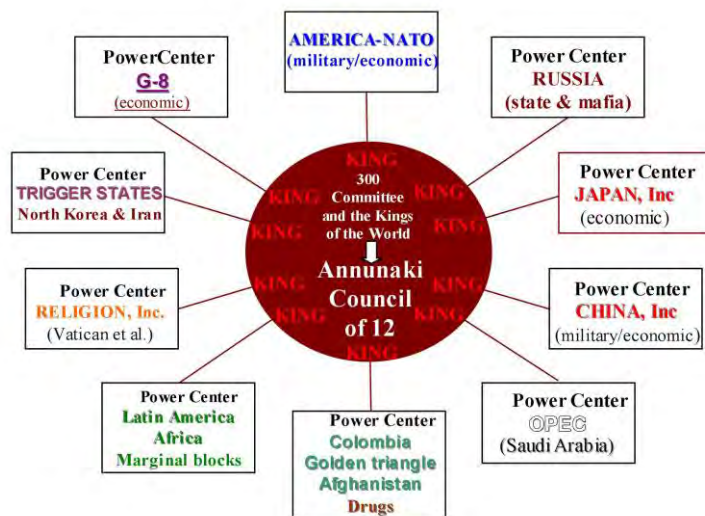 AMERICA-NATO
(military/economic)
PowerCenter
G-8
(economic)
Power Center
RUSSIA
(state & mafia)
Power Center
TRIGGER STATES
North Korea & Iran
Power Center
JAPAN, Inc
(economic)
KING
KING
KING
KING
KING
KING
KING
KING
KING
KING
300
Committee
and the Kings
of the World
Annunaki
Council
of 12
Power Center
RELIGION, Inc.
(Vatican et al.)
Power Center
CHINA, Inc
(military/economic)
Power Center
Latin America
Africa
Marginal blocks
Power Center
Colombia
Golden triangle
Afghanistan
Drugs
Power Center
OPEC
(Saudi Arabia)